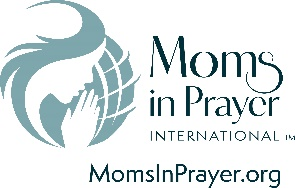 Moms
in Prayer
INTERNATIONAL TM
MomsInPrayer.org